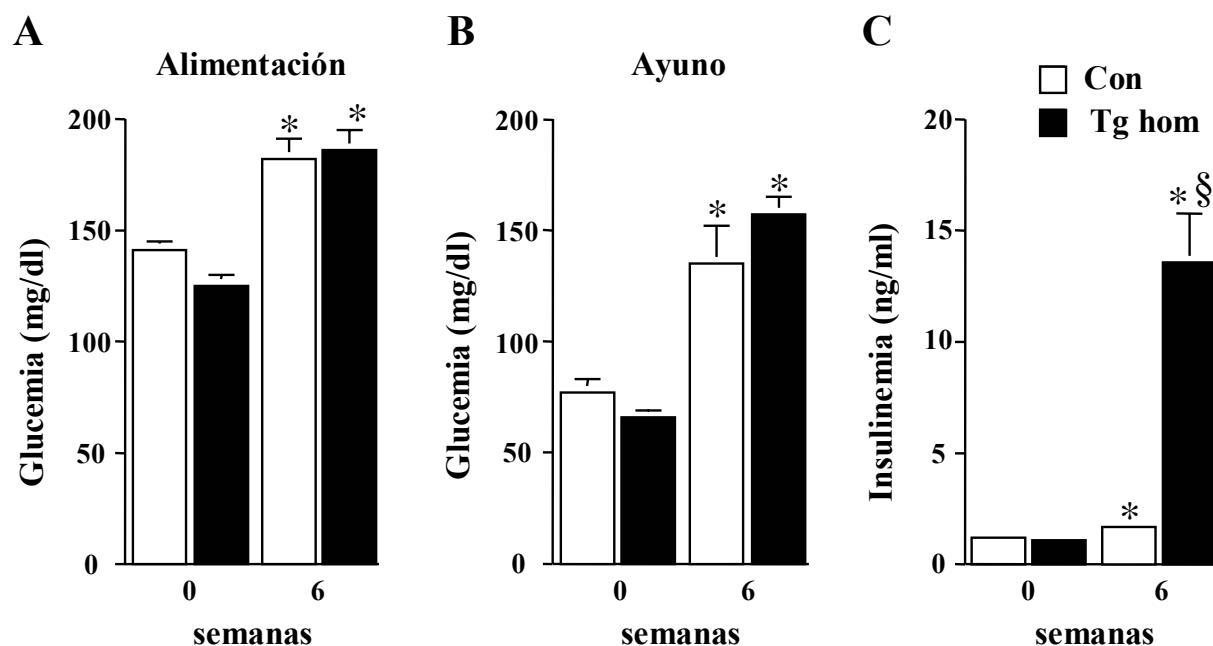 A
Alimentación
Glucemia (mg/dl)
200
150
100
50
0
* *
0 6
semanas
B
Ayuno
Glucemia (mg/dl)
200
150
100
50
0
* *
0 6
semanas
C
Con
Tg hom
Insulinemia (ng/ml)
20
15
10
5
0
* §
*
0 6
semanas